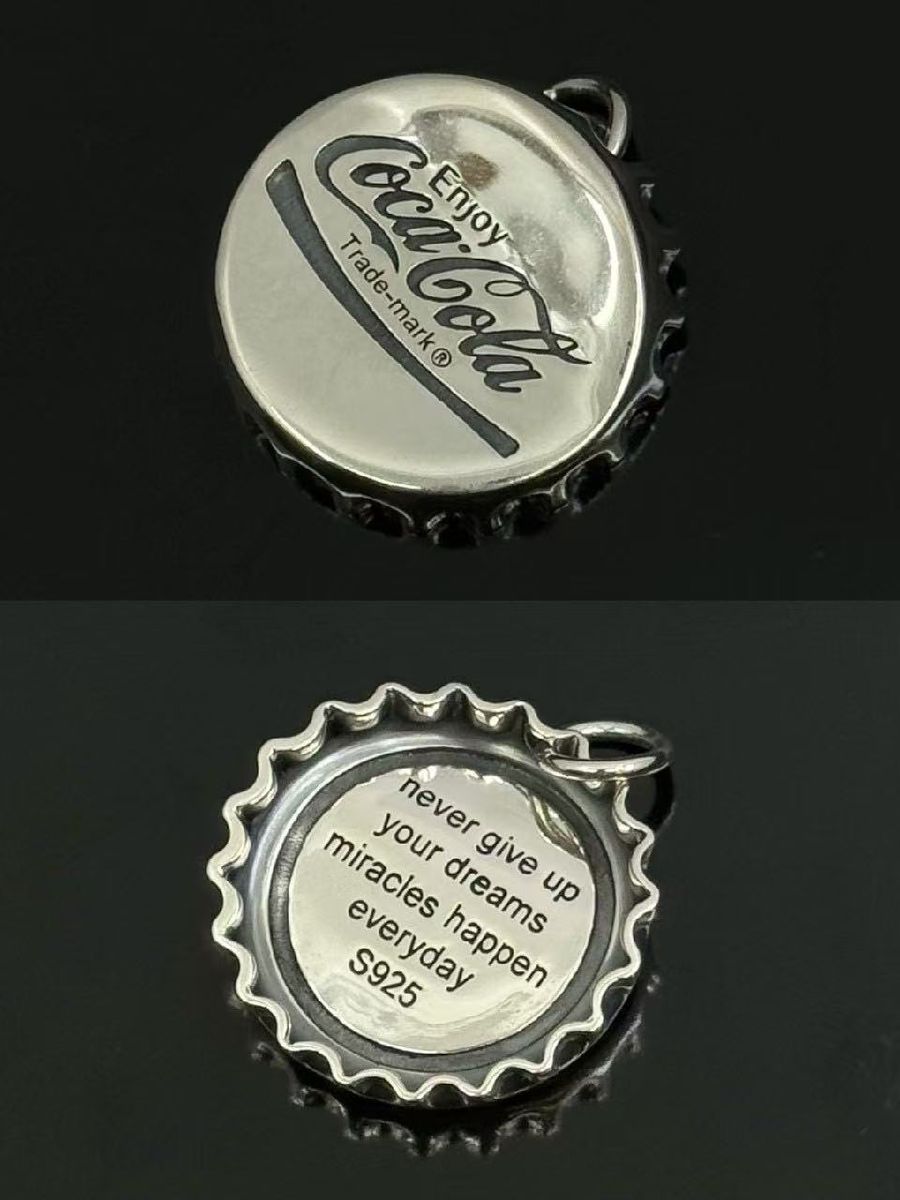 Enjoy
Coca-Cola
Trade-mark®
never give up
your dreams
miracles happen
everyday
S925